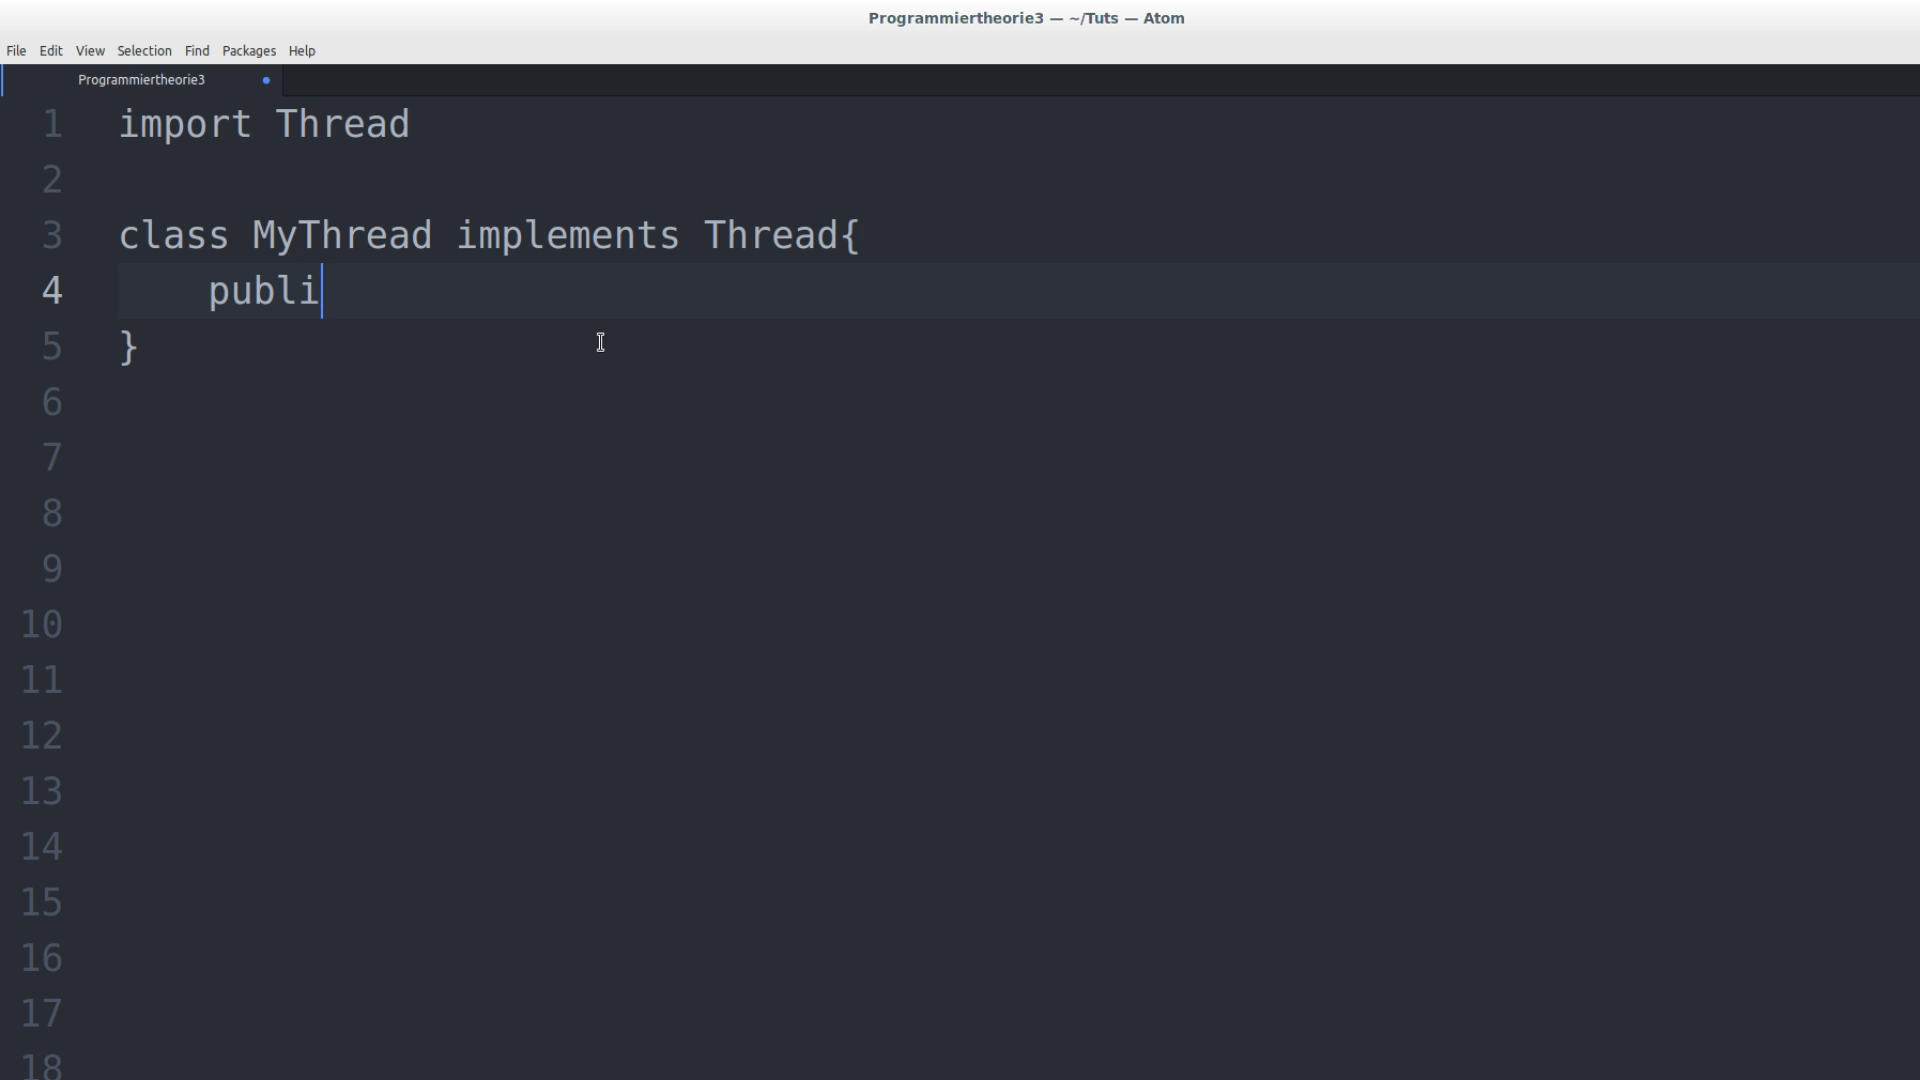 Programmiertheorie3 — ~/Tuts — Atom
File Edit View Selection Find Packages Help
Programmiertheorie3
1 import Thread
2
3 class MyThread implements Thread{
4     publi
5 }
6
7
8
9
10
11
12
13
14
15
16
17
18